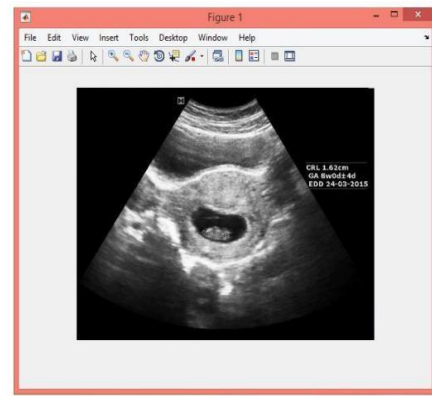 Figure 1
File Edit View Insert Tools Desktop Window Help
CRL 1.62cm
GA 8w0d±4d
EDD 24-03-2015